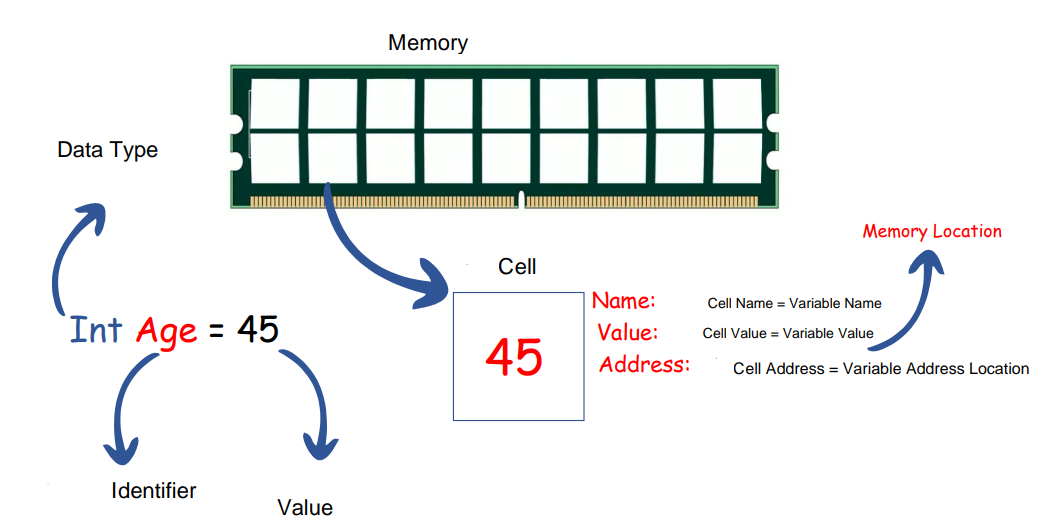 Memory
Data Type
Memory Location
Cell
Name:
Cell Name = Variable Name
Int Age = 45
Value:
Cell Value = Variable Value
45
Address:
Cell Address = Variable Address Location
Identifier
Value